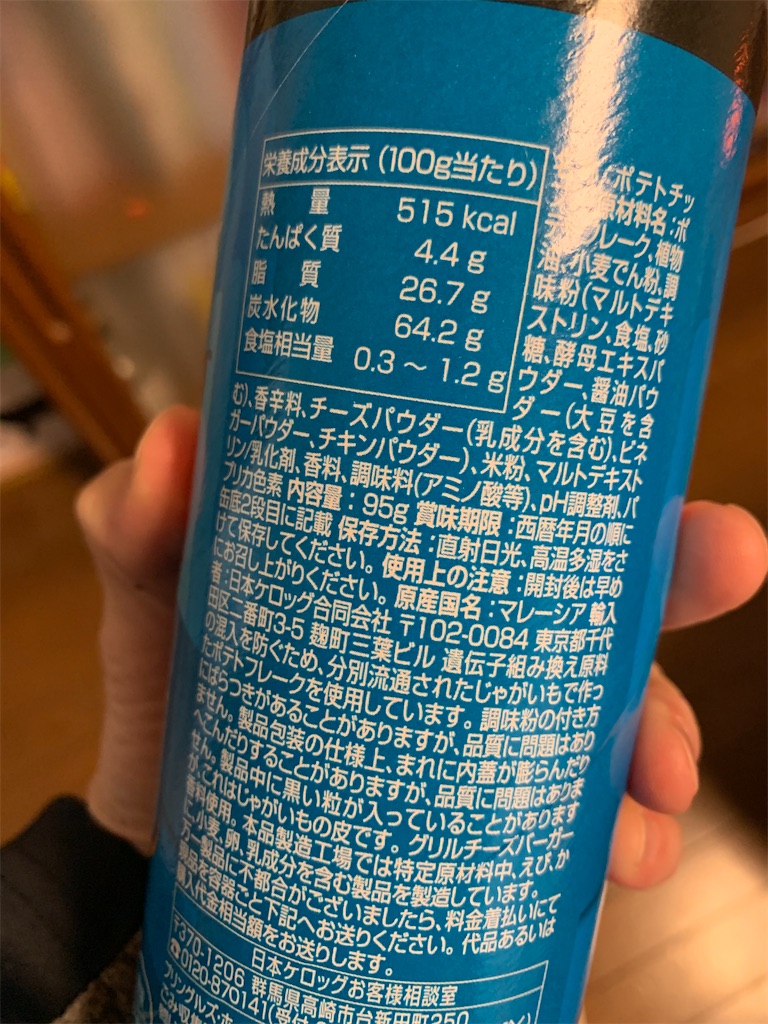 栄養成分表示 (100g当たり)
熱 量 515 kcal
たんぱく質 4.4 g
脂 質 26.7 g
炭水化物 64.2 g
食塩相当量 0.3 ～ 1.2 g
ポテトチッ
原材料名:ポ
フレーク、植物
油、小麦でん粉、調
味粉(マルトデキ
ストリン、食塩、砂
糖、酵母エキスパ
ウダー、醤油パウ
ダー(大豆を含
む)、香辛料、チーズパウダー(乳成分を含む)、ビネ
ガーパウダー、チキンパウダー)、米粉、マルトデキスト
リン/乳化剤、香料、調味料(アミノ酸等)、pH調整剤、パ
プリカ色素 内容量:95g 賞味期限:西暦年月の順に
缶底2段目に記載 保存方法:直射日光、高温多湿をさ
けて保存してください。使用上の注意:開封後は早め
にお召し上がりください。原産国名:マレーシア 輸入
者:日本ケロッグ合同会社 〒102-0084 東京都千代
田区二番町3-5 麹町三葉ビル 遺伝子組み換え原料
の混入を防ぐため、分別流通されたじゃがいもで作っ
たポテトフレークを使用しています。調味粉の付き方
にばらつきがあることがありますが、品質に問題はあり
ません。製品包装の仕様上、まれに内蓋が膨らんだり
へこんだりすることがありますが、品質に問題はありま
せん。製品中に黒い粒が入っていることがあります
が、これはじゃがいもの皮です。グリルチーズバーガー
香料使用。本品製造工場では特定原材料中、えび、か
に、小麦、卵、乳成分を含む製品を製造しています。
万一製品に不都合がございましたら、料金着払いにて
製品を容器ごと下記へお送りください。代品あるいは
購入代金相当額をお送りします。
日本ケロッグお客様相談室
〒370-1206 群馬県高崎市台新田町250
☎0120-870141(受付
プリングルズ・ホ